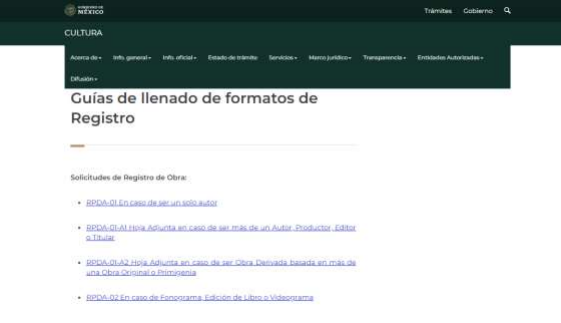 GOBIERNO DE
MÉXICO
Trámites Gobierno
CULTURA
Acerca de Info. general Info. oficial Estado de trámite Servicios Marco jurídico Transparencia Entidades Autorizadas
Difusión
Guías de llenado de formatos de
Registro
Solicitudes de Registro de Obra:
RPDA-01 En caso de ser un solo autor
RPDA-01-A1 Hoja Adjunta en caso de ser más de un Autor, Productor, Editor
o Titular
RPDA-01-A2 Hoja Adjunta en caso de ser Obra Derivada basada en más de
una Obra Original o Primigenia
RPDA-02 En caso de Fonograma, Edición de Libro o Videograma